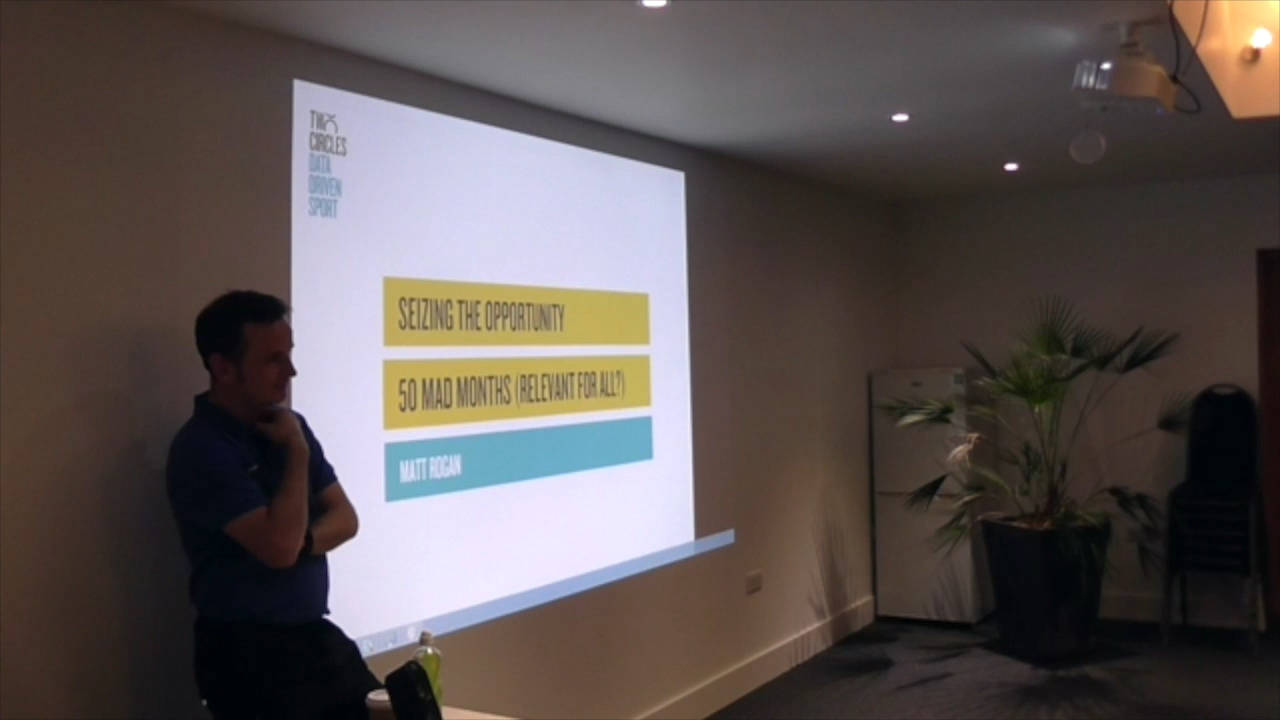 TWO
CIRCLES
DATA
DRIVEN
SPORT
SEIZING THE OPPORTUNITY
50 MAD MONTHS (RELEVANT FOR ALL?)
MATT ROGAN